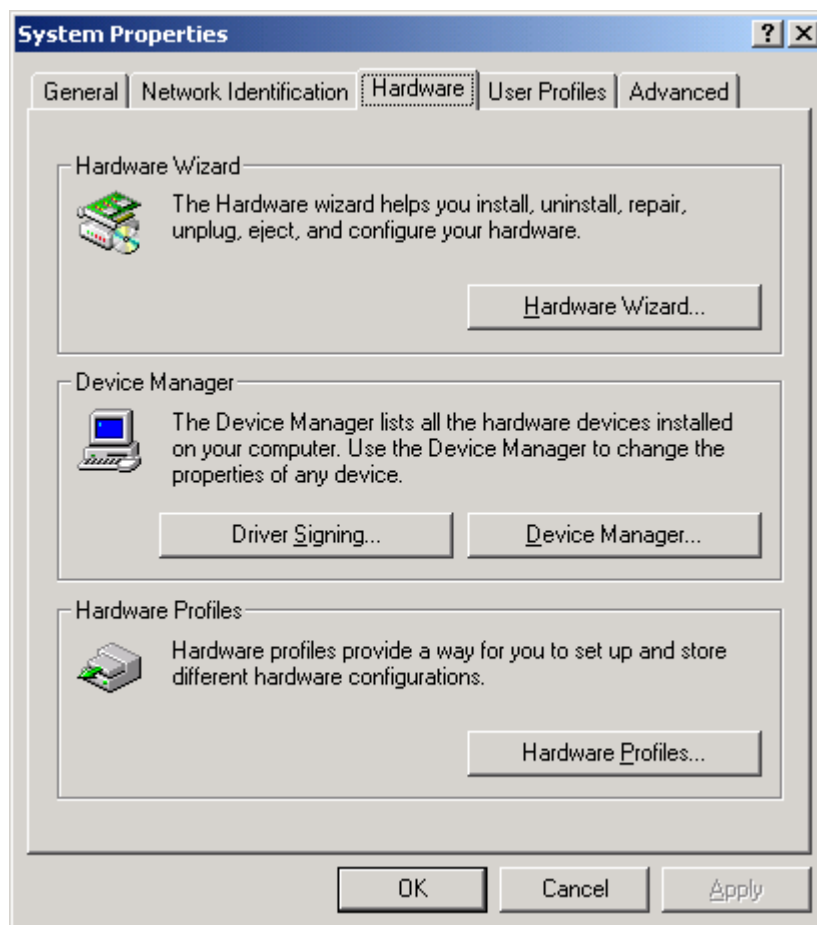 System Properties
General Network Identification Hardware User Profiles Advanced
Hardware Wizard
The Hardware wizard helps you install, uninstall, repair,
unplug, eject, and configure your hardware.
Hardware Wizard...
Device Manager
The Device Manager lists all the hardware devices installed
on your computer. Use the Device Manager to change the
properties of any device.
Driver Signing... Device Manager...
Hardware Profiles
Hardware profiles provide a way for you to set up and store
different hardware configurations.
Hardware Profiles...
OK Cancel Apply